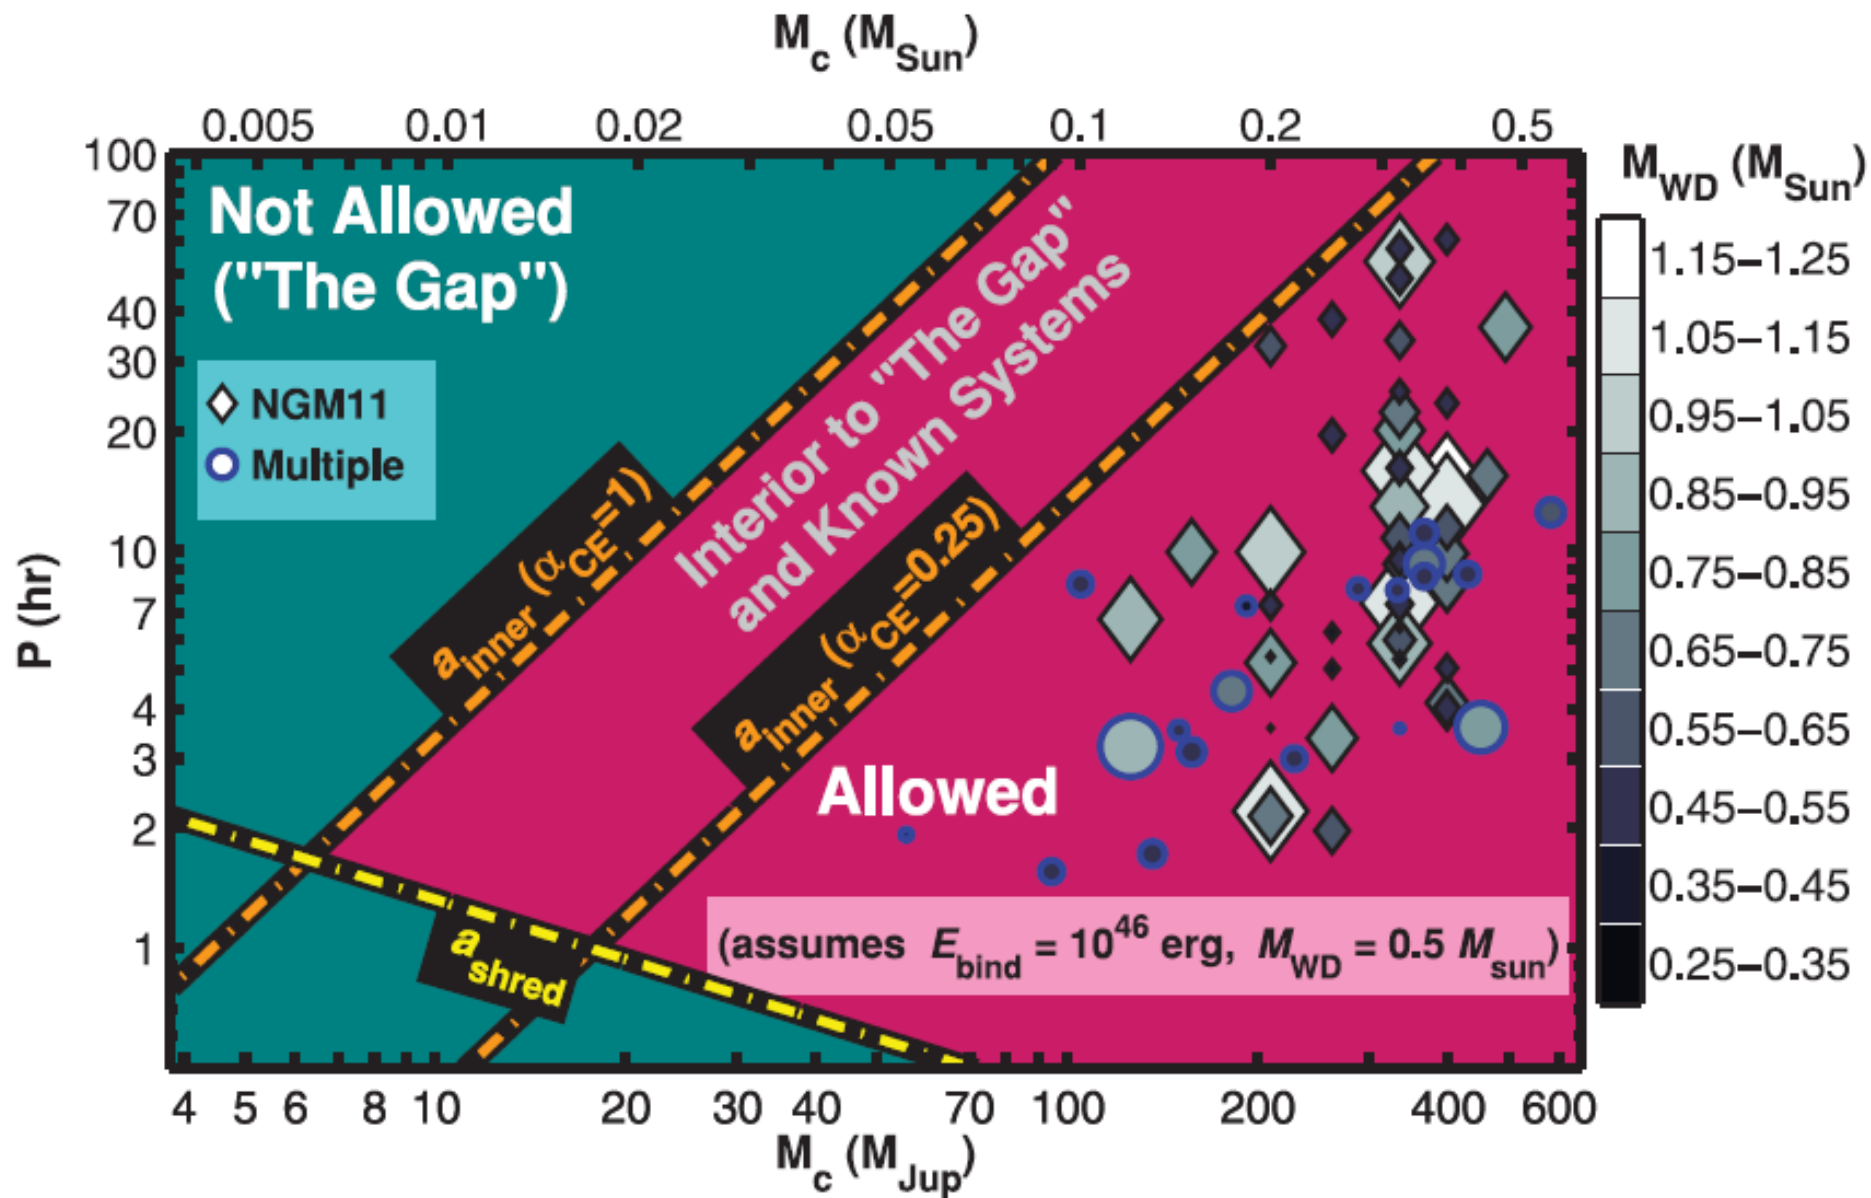 M_c (M_Sun)
0.005 0.01 0.02 0.05 0.1 0.2 0.5
100
70
40
30
20
10
7
4
3
2
1
P (hr)
Not Allowed
("The Gap")
NGM11
Multiple
a_inner (α_CE=1)
Interior to "The Gap"
and Known Systems
a_inner (α_CE=0.25)
Allowed
a_shred
(assumes E_bind = 10^46 erg, M_WD = 0.5 M_sun)
4 5 6 8 10 20 30 40 70 100 200 400 600
M_c (M_Jup)
M_WD (M_Sun)
1.15–1.25
1.05–1.15
0.95–1.05
0.85–0.95
0.75–0.85
0.65–0.75
0.55–0.65
0.45–0.55
0.35–0.45
0.25–0.35